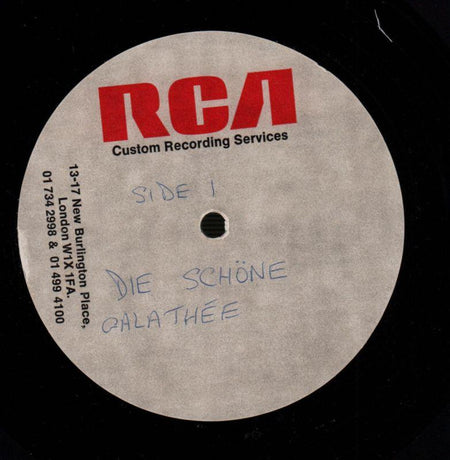 RCA
Custom Recording Services
13-17 New Burlington Place,
London W1X 1FA.
01 734 2998 & 01 499 4100
SIDE 1
DIE SCHÖNE
GALATHÉE